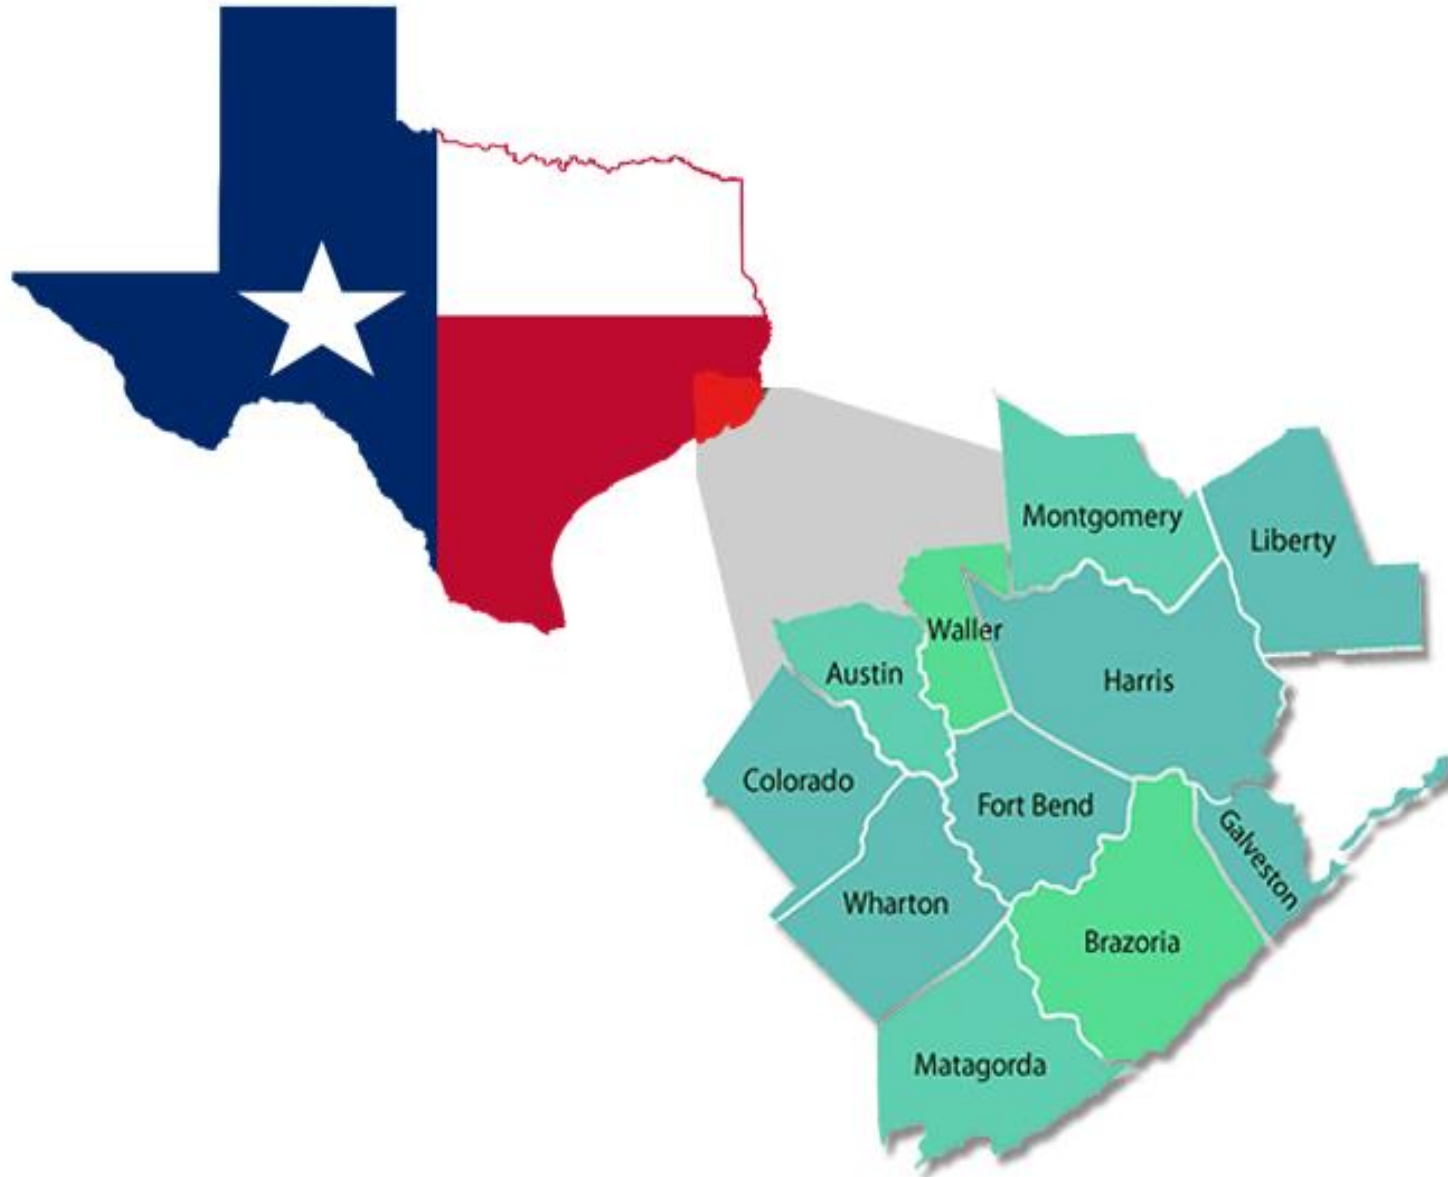 Montgomery
Liberty
Waller
Austin
Harris
Colorado
Fort Bend
Galveston
Wharton
Brazoria
Matagorda